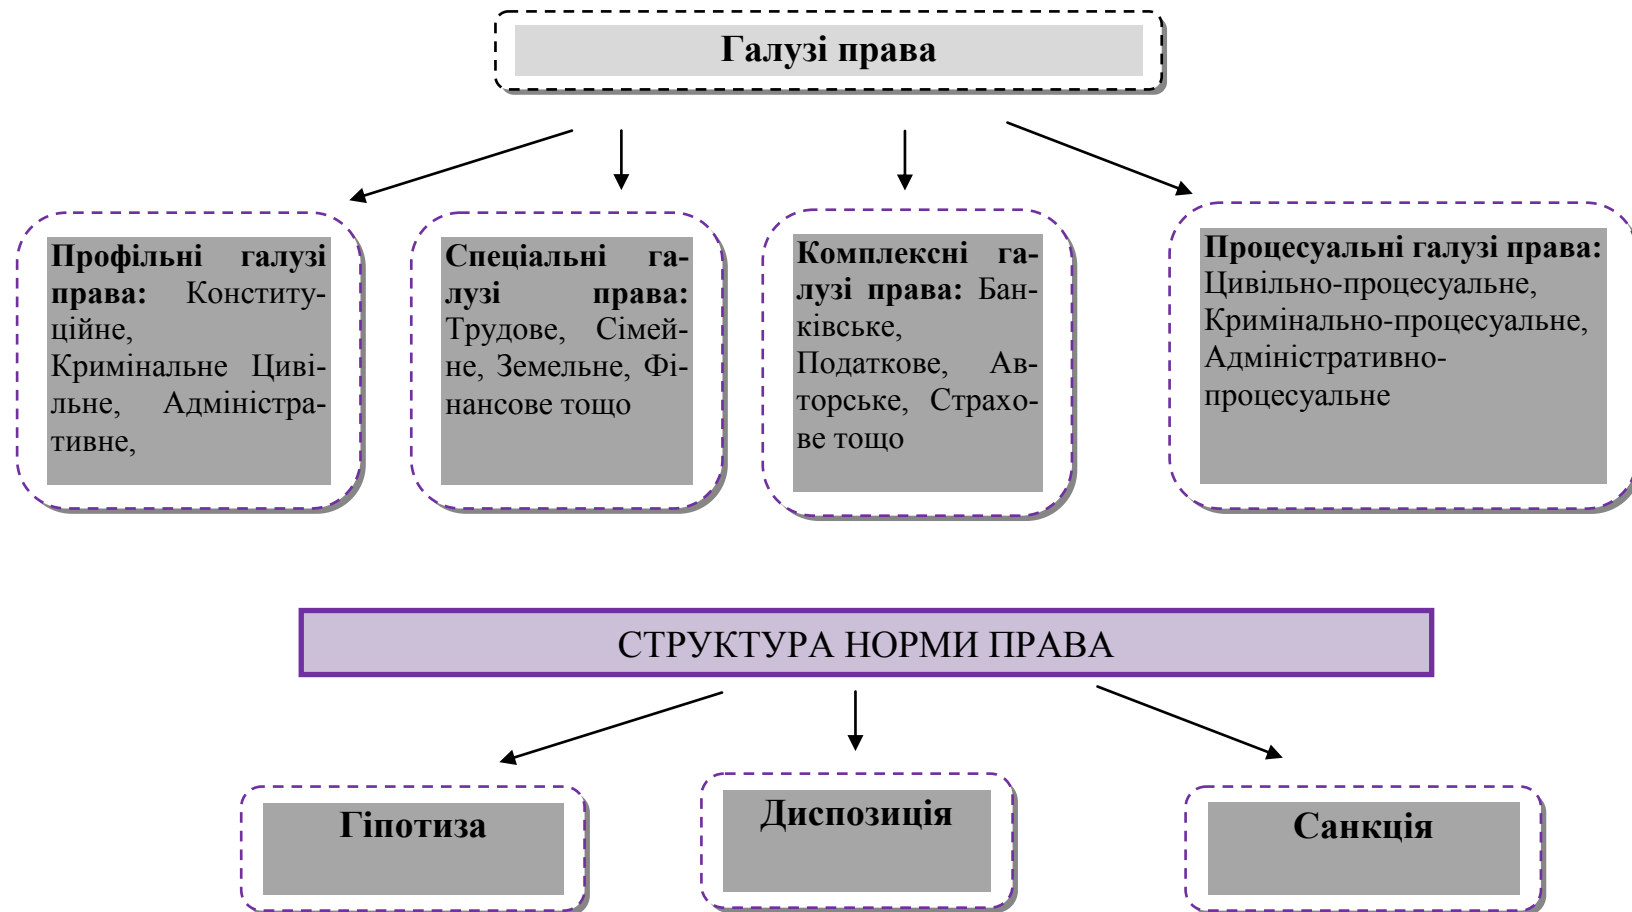 Галузі права
Профільні галузі
права: Конститу-
ційне,
Кримінальне Циві-
льне, Адміністра-
тивне,
Спеціальні га-
лузі права:
Трудове, Сімей-
не, Земельне, Фі-
нансове тощо
Комплексні га-
лузі права: Бан-
ківське,
Податкове, Ав-
торське, Страхо-
ве тощо
Процесуальні галузі права:
Цивільно-процесуальне,
Кримінально-процесуальне,
Адміністративно-
процесуальне
СТРУКТУРА НОРМИ ПРАВА
Гіпотиза
Диспозиція
Санкція